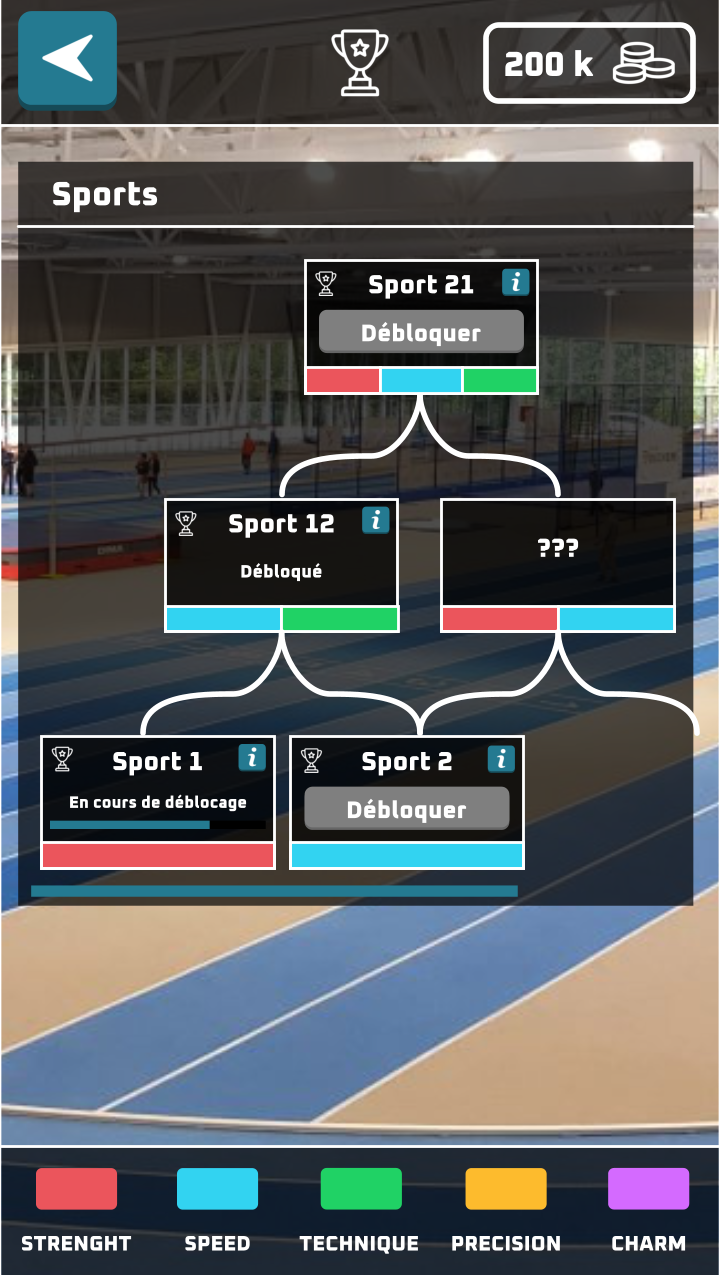 200 k
Sports
Sport 21
i
Débloquer
Sport 12
i
Débloqué
???
Sport 1
i
En cours de déblocage
Sport 2
i
Débloquer
STRENGHT
SPEED
TECHNIQUE
PRECISION
CHARM